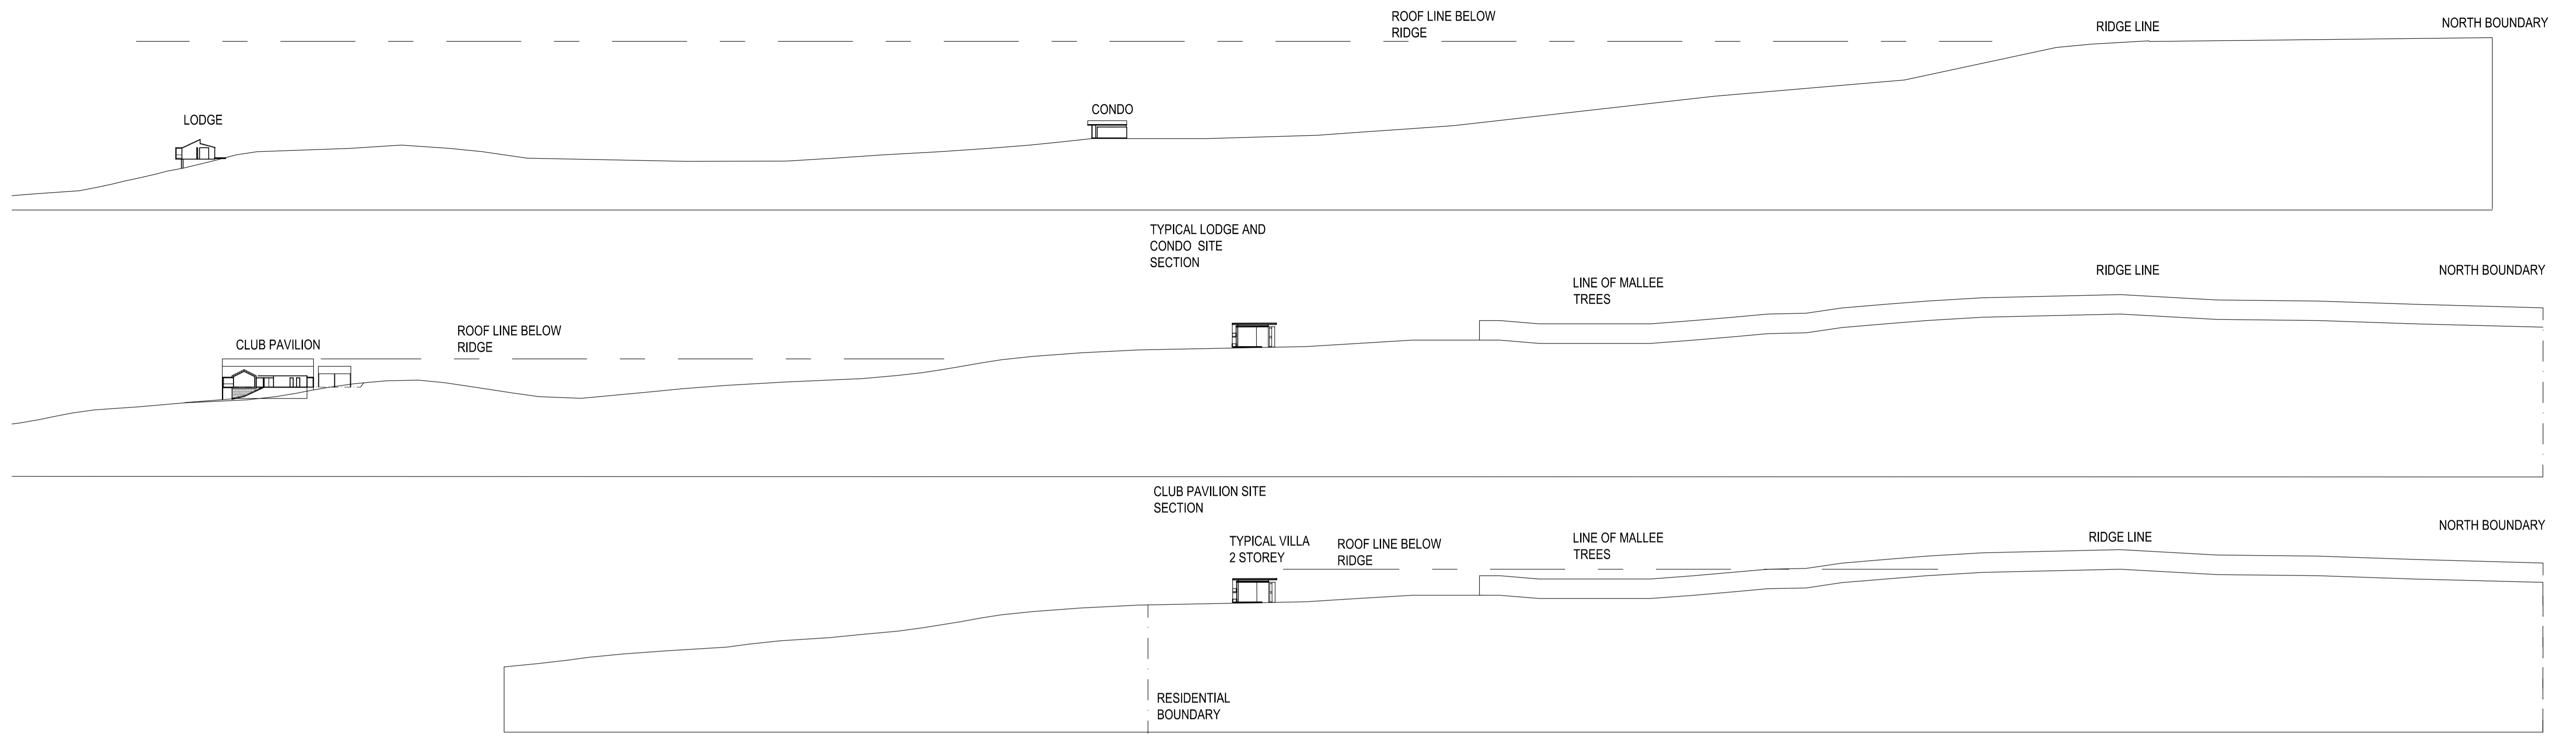 ROOF LINE BELOW
RIDGE
RIDGE LINE
NORTH BOUNDARY
LODGE
CONDO
TYPICAL LODGE AND
CONDO SITE
SECTION
LINE OF MALLEE
TREES
RIDGE LINE
NORTH BOUNDARY
CLUB PAVILION
ROOF LINE BELOW
RIDGE
CLUB PAVILION SITE
SECTION
TYPICAL VILLA
2 STOREY
ROOF LINE BELOW
RIDGE
LINE OF MALLEE
TREES
RIDGE LINE
NORTH BOUNDARY
RESIDENTIAL
BOUNDARY